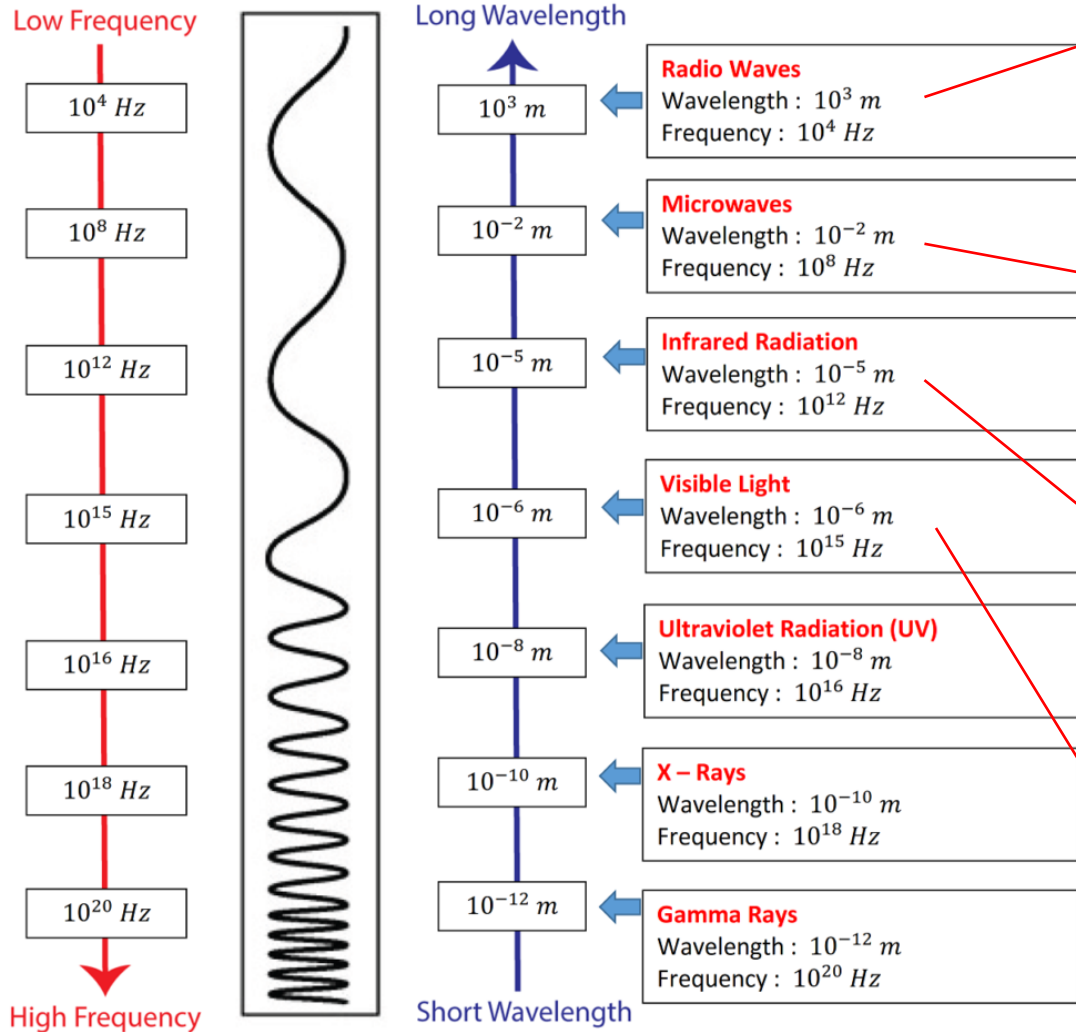 Low Frequency
10⁴ Hz
10⁸ Hz
10¹² Hz
10¹⁵ Hz
10¹⁶ Hz
10¹⁸ Hz
10²⁰ Hz
High Frequency
Long Wavelength
10³ m
10⁻² m
10⁻⁵ m
10⁻⁶ m
10⁻⁸ m
10⁻¹⁰ m
10⁻¹² m
Short Wavelength
Radio Waves
Wavelength : 10³ m
Frequency : 10⁴ Hz
Microwaves
Wavelength : 10⁻² m
Frequency : 10⁸ Hz
Infrared Radiation
Wavelength : 10⁻⁵ m
Frequency : 10¹² Hz
Visible Light
Wavelength : 10⁻⁶ m
Frequency : 10¹⁵ Hz
Ultraviolet Radiation (UV)
Wavelength : 10⁻⁸ m
Frequency : 10¹⁶ Hz
X – Rays
Wavelength : 10⁻¹⁰ m
Frequency : 10¹⁸ Hz
Gamma Rays
Wavelength : 10⁻¹² m
Frequency : 10²⁰ Hz